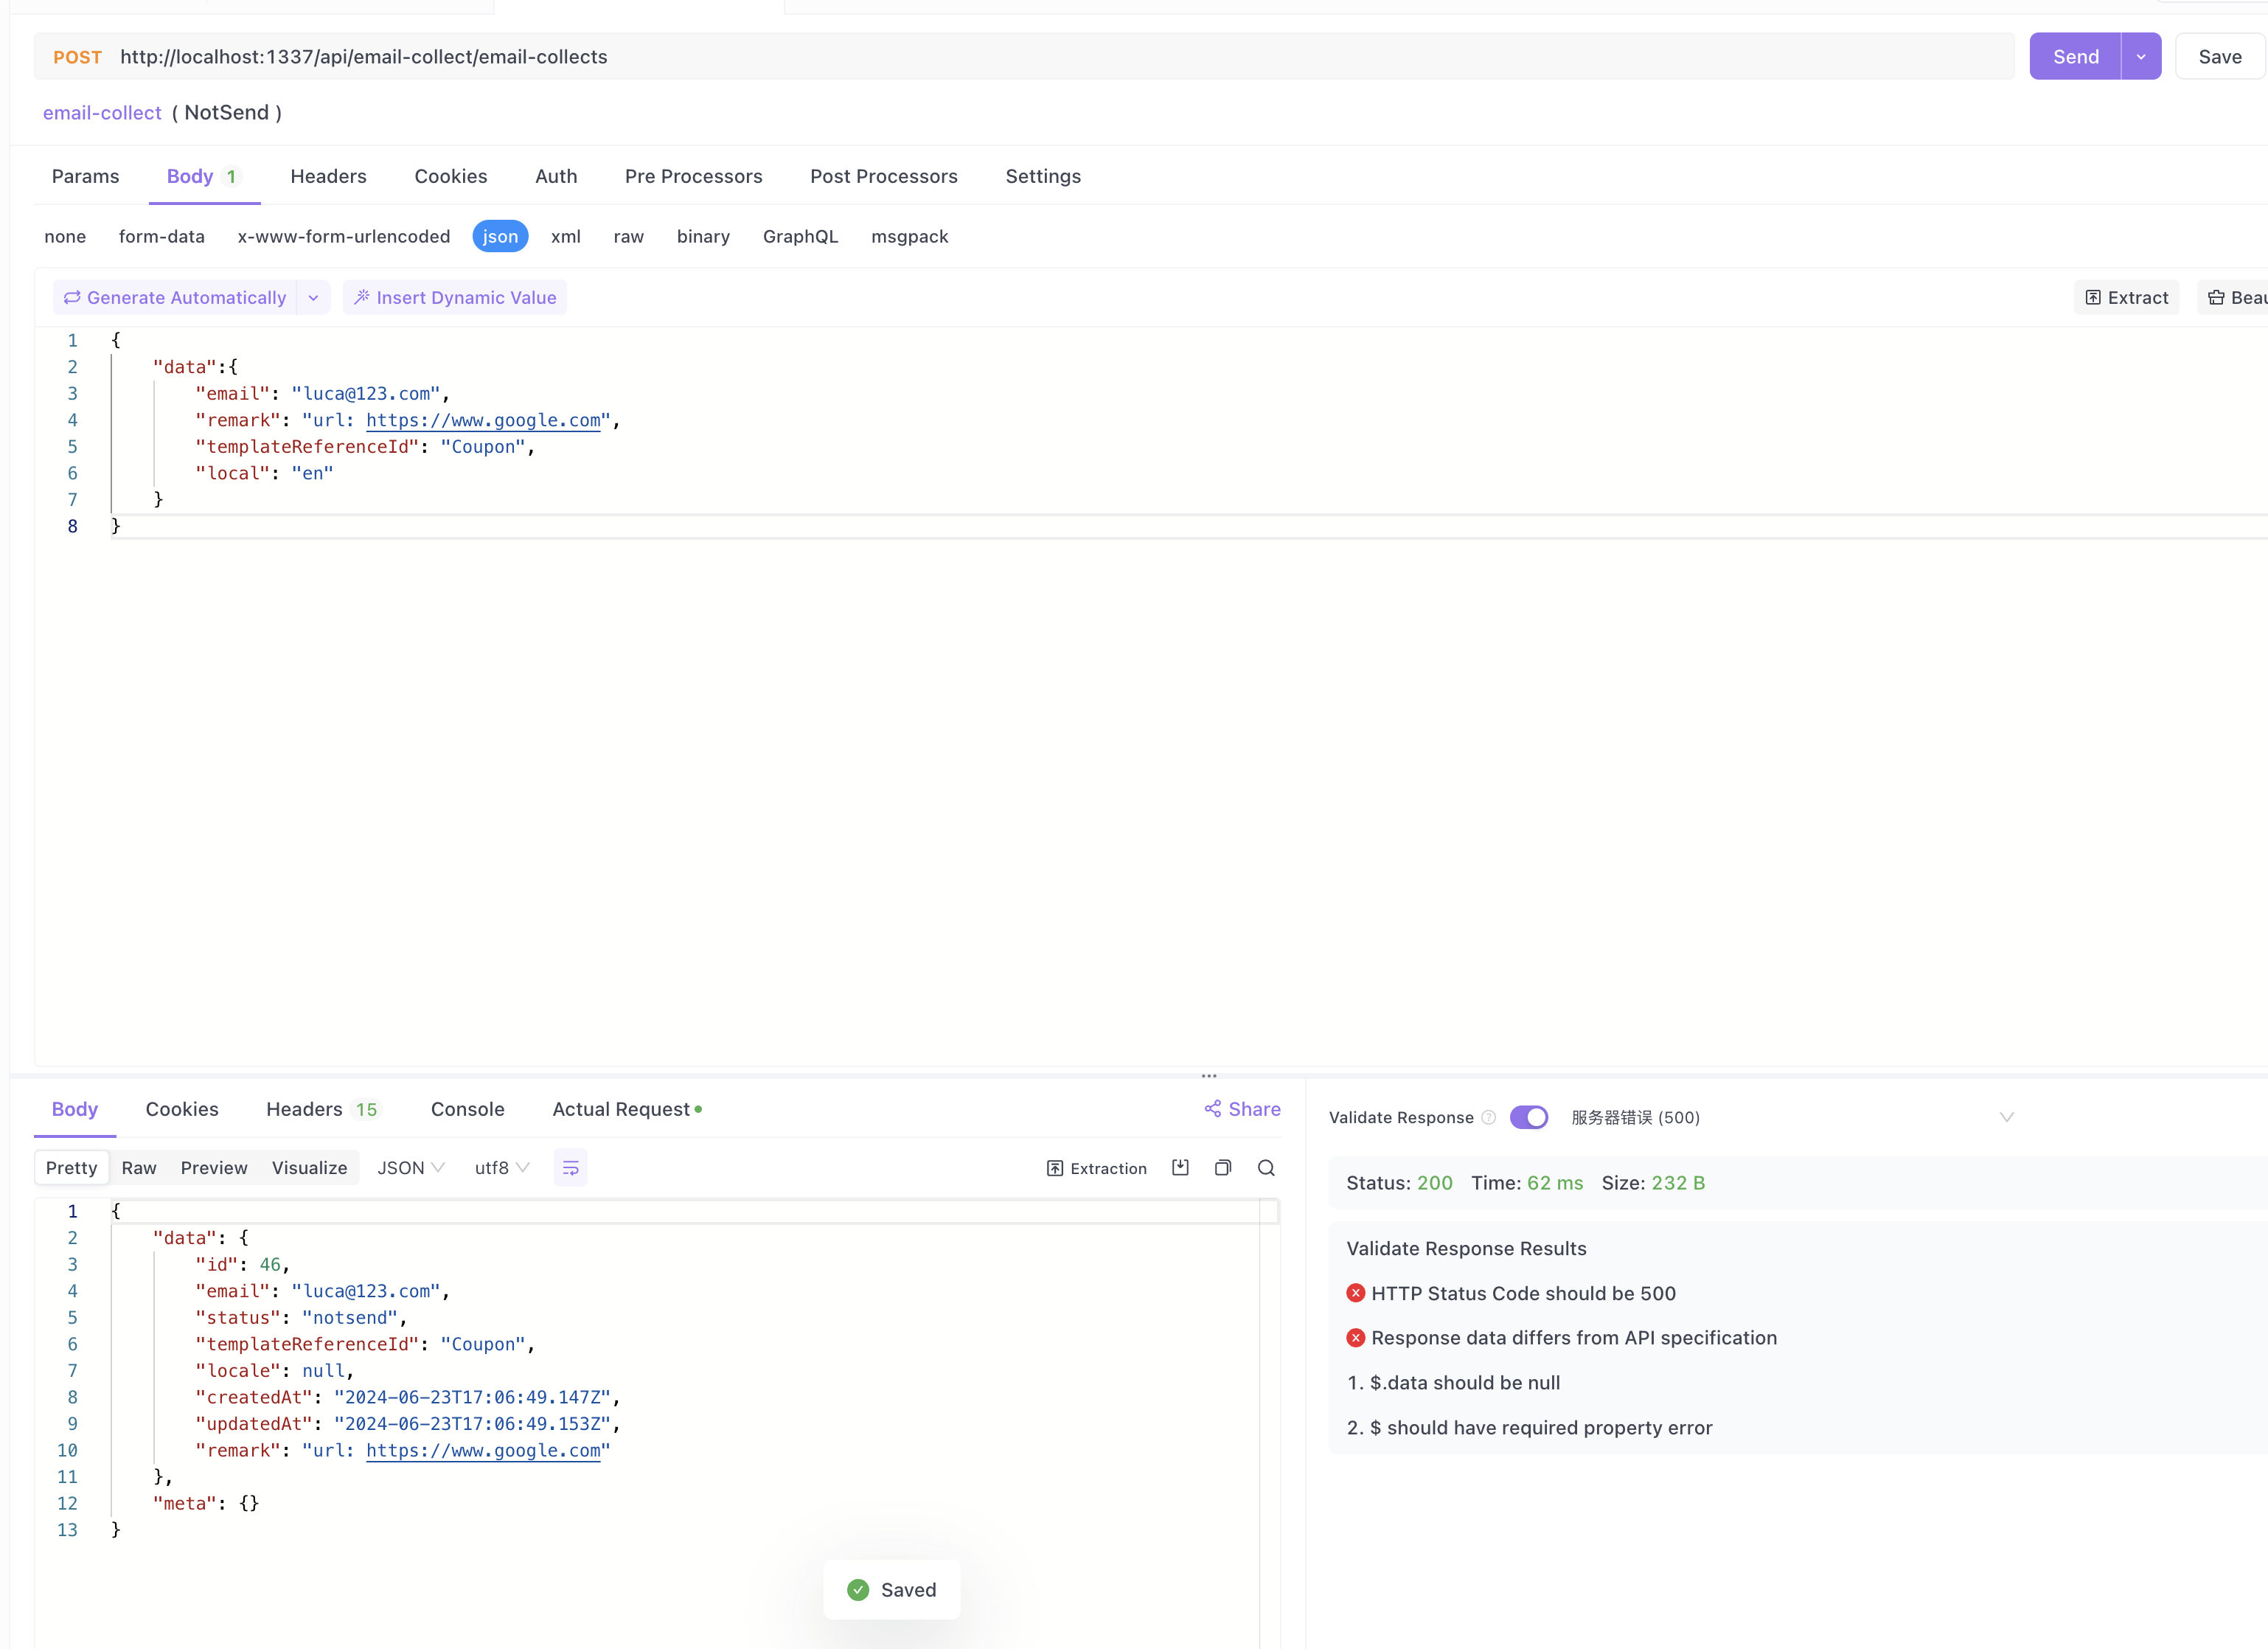 POST http://localhost:1337/api/email-collect/email-collects Send Save
email-collect ( NotSend )
Params Body 1 Headers Cookies Auth Pre Processors Post Processors Settings
none form-data x-www-form-urlencoded json xml raw binary GraphQL msgpack
Generate Automatically Insert Dynamic Value Extract
1 {
2 "data":{
3 "email": "luca@123.com",
4 "remark": "url: https://www.google.com",
5 "templateReferenceId": "Coupon",
6 "local": "en"
7 }
8 }
Body Cookies Headers 15 Console Actual Request Share
Pretty Raw Preview Visualize JSON utf8 Extraction
1 {
2 "data": {
3 "id": 46,
4 "email": "luca@123.com",
5 "status": "notsend",
6 "templateReferenceId": "Coupon",
7 "locale": null,
8 "createdAt": "2024-06-23T17:06:49.147Z",
9 "updatedAt": "2024-06-23T17:06:49.153Z",
10 "remark": "url: https://www.google.com"
11 },
12 "meta": {}
13 }
Saved
Validate Response ? 服务器错误 (500)
Status: 200 Time: 62 ms Size: 232 B
Validate Response Results
HTTP Status Code should be 500
Response data differs from API specification
1. $.data should be null
2. $ should have required property error